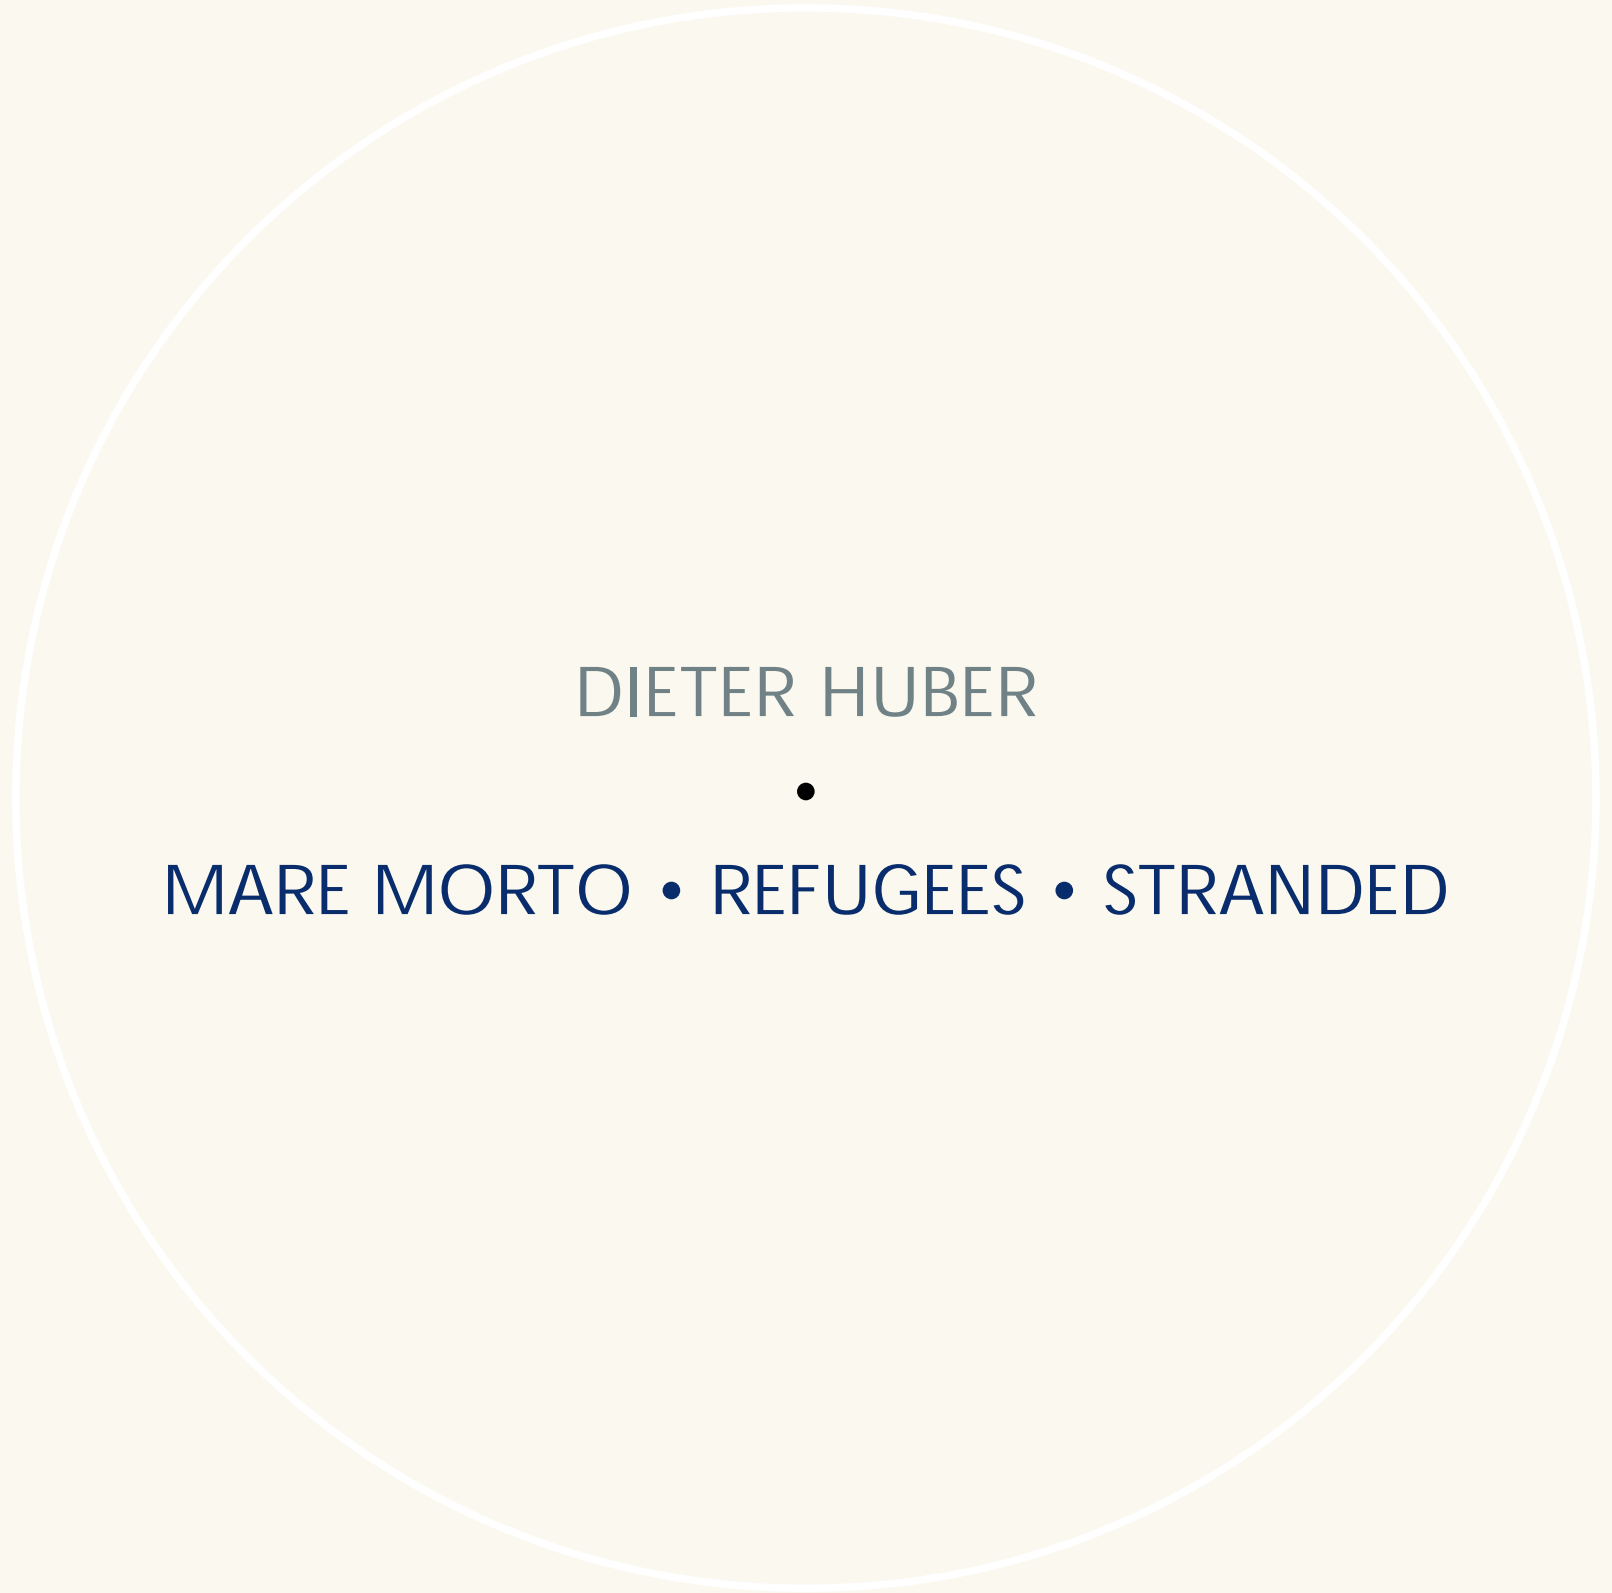 DIETER HUBER
•
MARE MORTO • REFUGEES • STRANDED